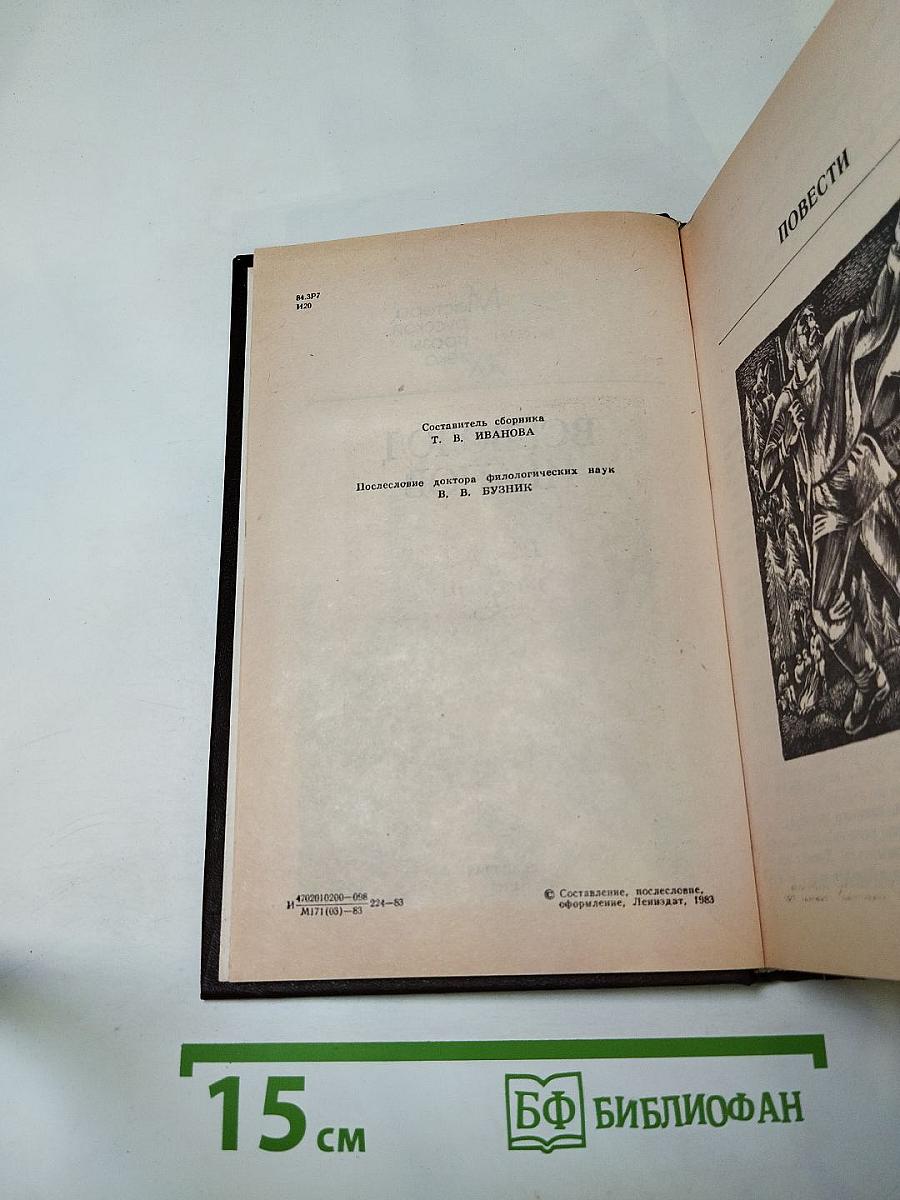 84.3Р7
И20
Составитель сборника
Т. В. ИВАНОВА
Послесловие доктора филологических наук
В. В. БУЗНИК
И 4702010200—098 224—83
М171(03)—83
© Составление, послесловие,
оформление, Лениздат, 1983
ПОВЕСТИ
15 см
БФ БИБЛИОФАН